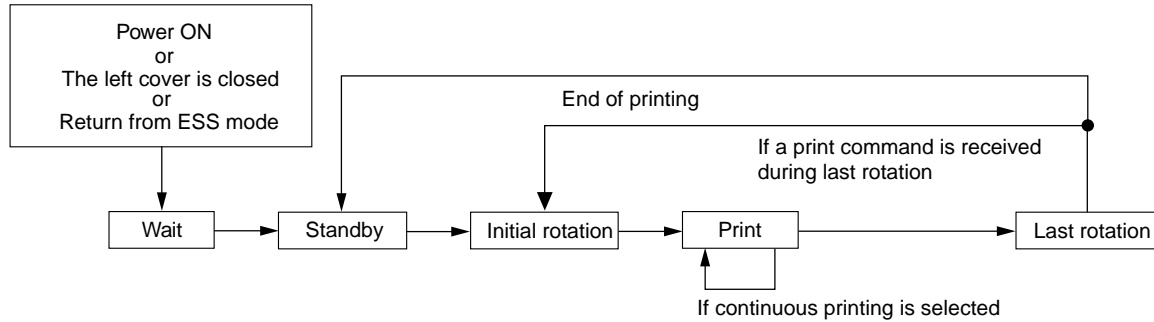 Power ON
or
The left cover is closed
or
Return from ESS mode
End of printing
If a print command is received
during last rotation
Wait
Standby
Initial rotation
Print
Last rotation
If continuous printing is selected